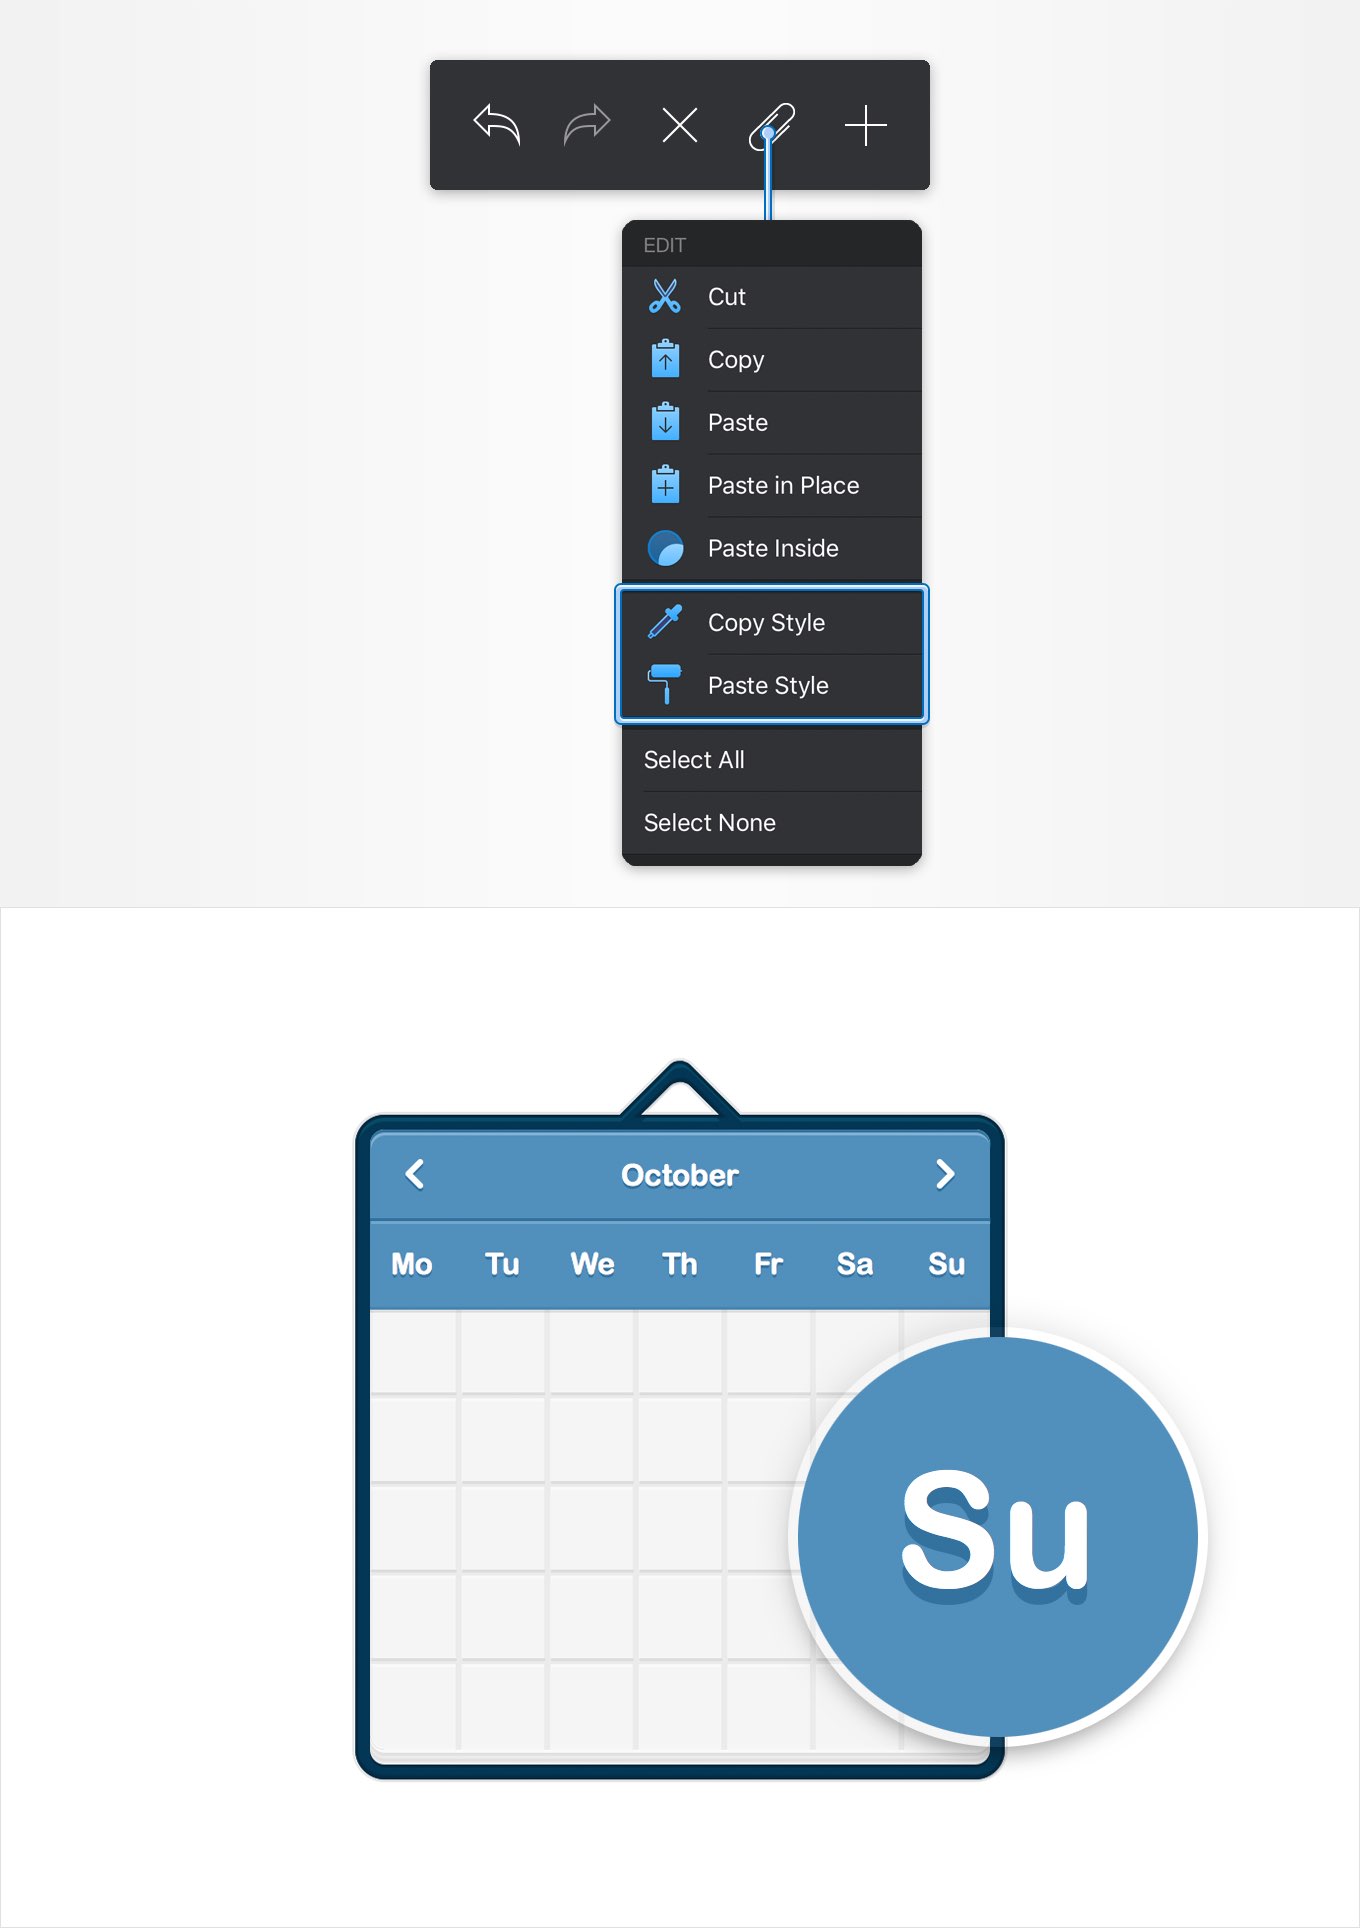 EDIT
Cut
Copy
Paste
Paste in Place
Paste Inside
Copy Style
Paste Style
Select All
Select None
October
Mo Tu We Th Fr Sa Su
Su